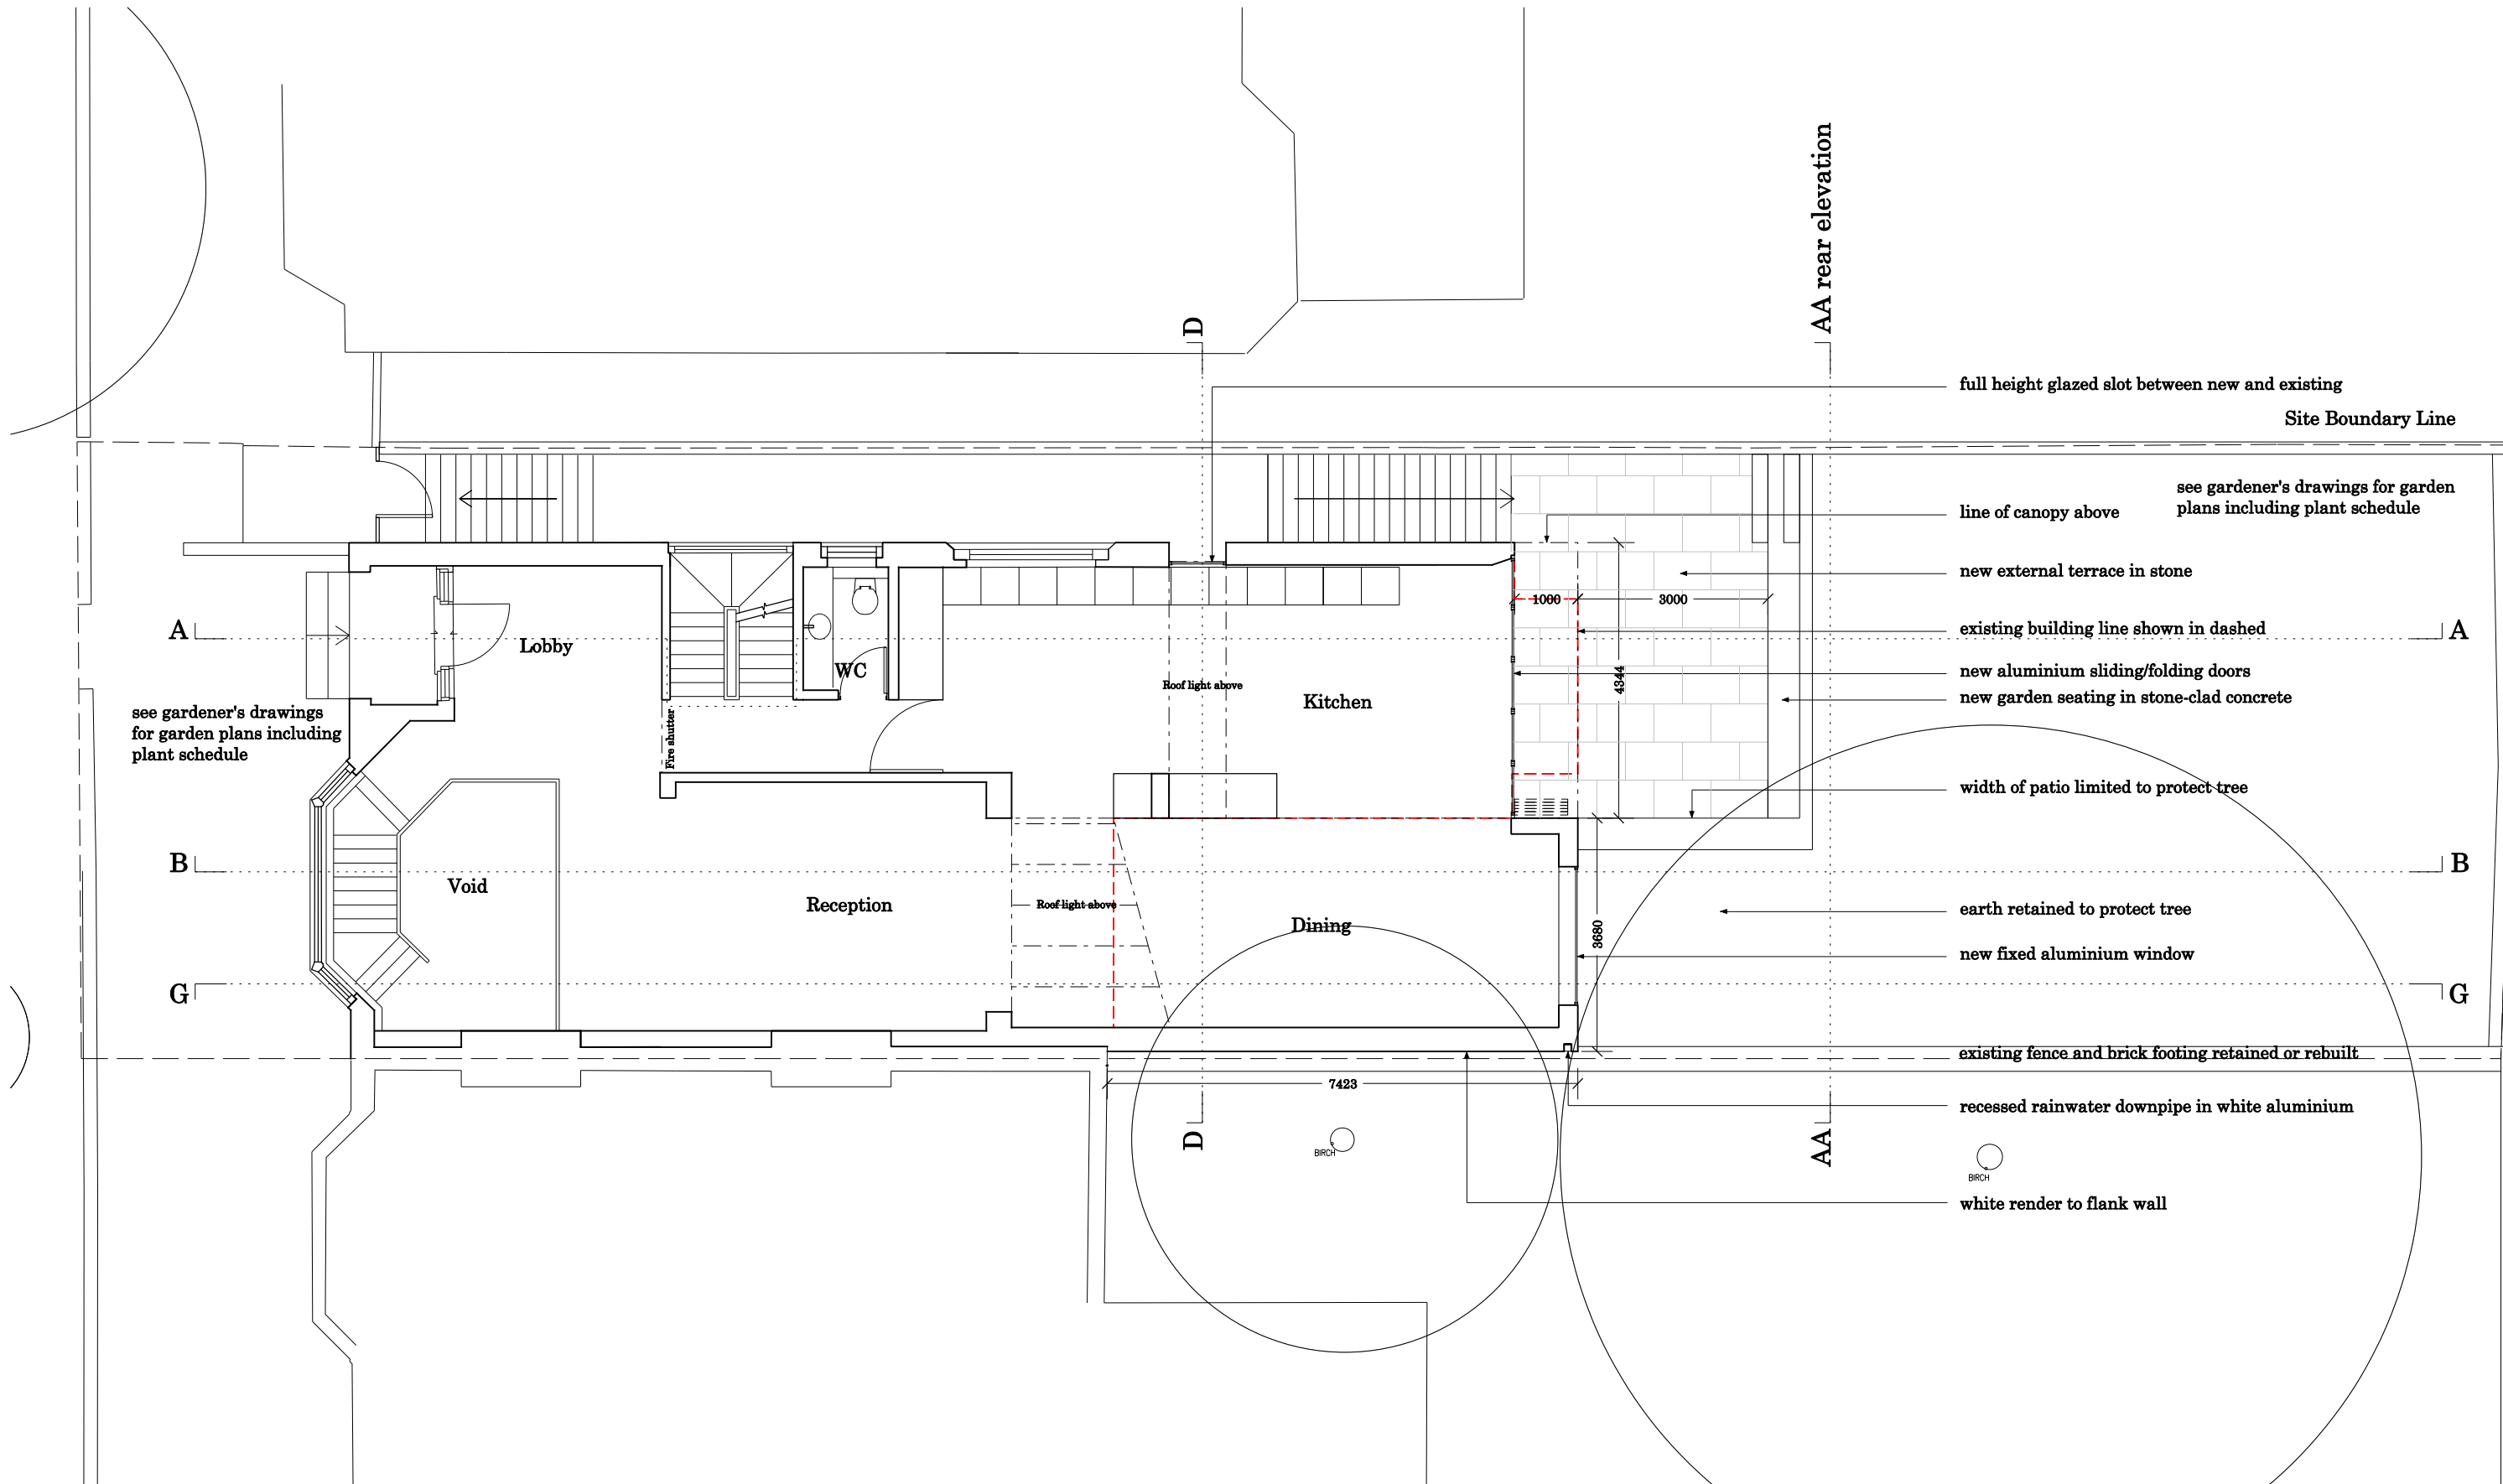 AA rear elevation
D
full height glazed slot between new and existing
Site Boundary Line
see gardener's drawings for garden
plans including plant schedule
line of canopy above
new external terrace in stone
1000
3000
existing building line shown in dashed
A
Lobby
A
WC
new aluminium sliding/folding doors
4344
Roof light above
Kitchen
new garden seating in stone-clad concrete
see gardener's drawings
for garden plans including
plant schedule
Fire shutter
width of patio limited to protect tree
B
B
Void
Reception
Roof light above
Dining
earth retained to protect tree
3680
new fixed aluminium window
G
G
existing fence and brick footing retained or rebuilt
7423
recessed rainwater downpipe in white aluminium
D
AA
BIRCH
BIRCH
white render to flank wall